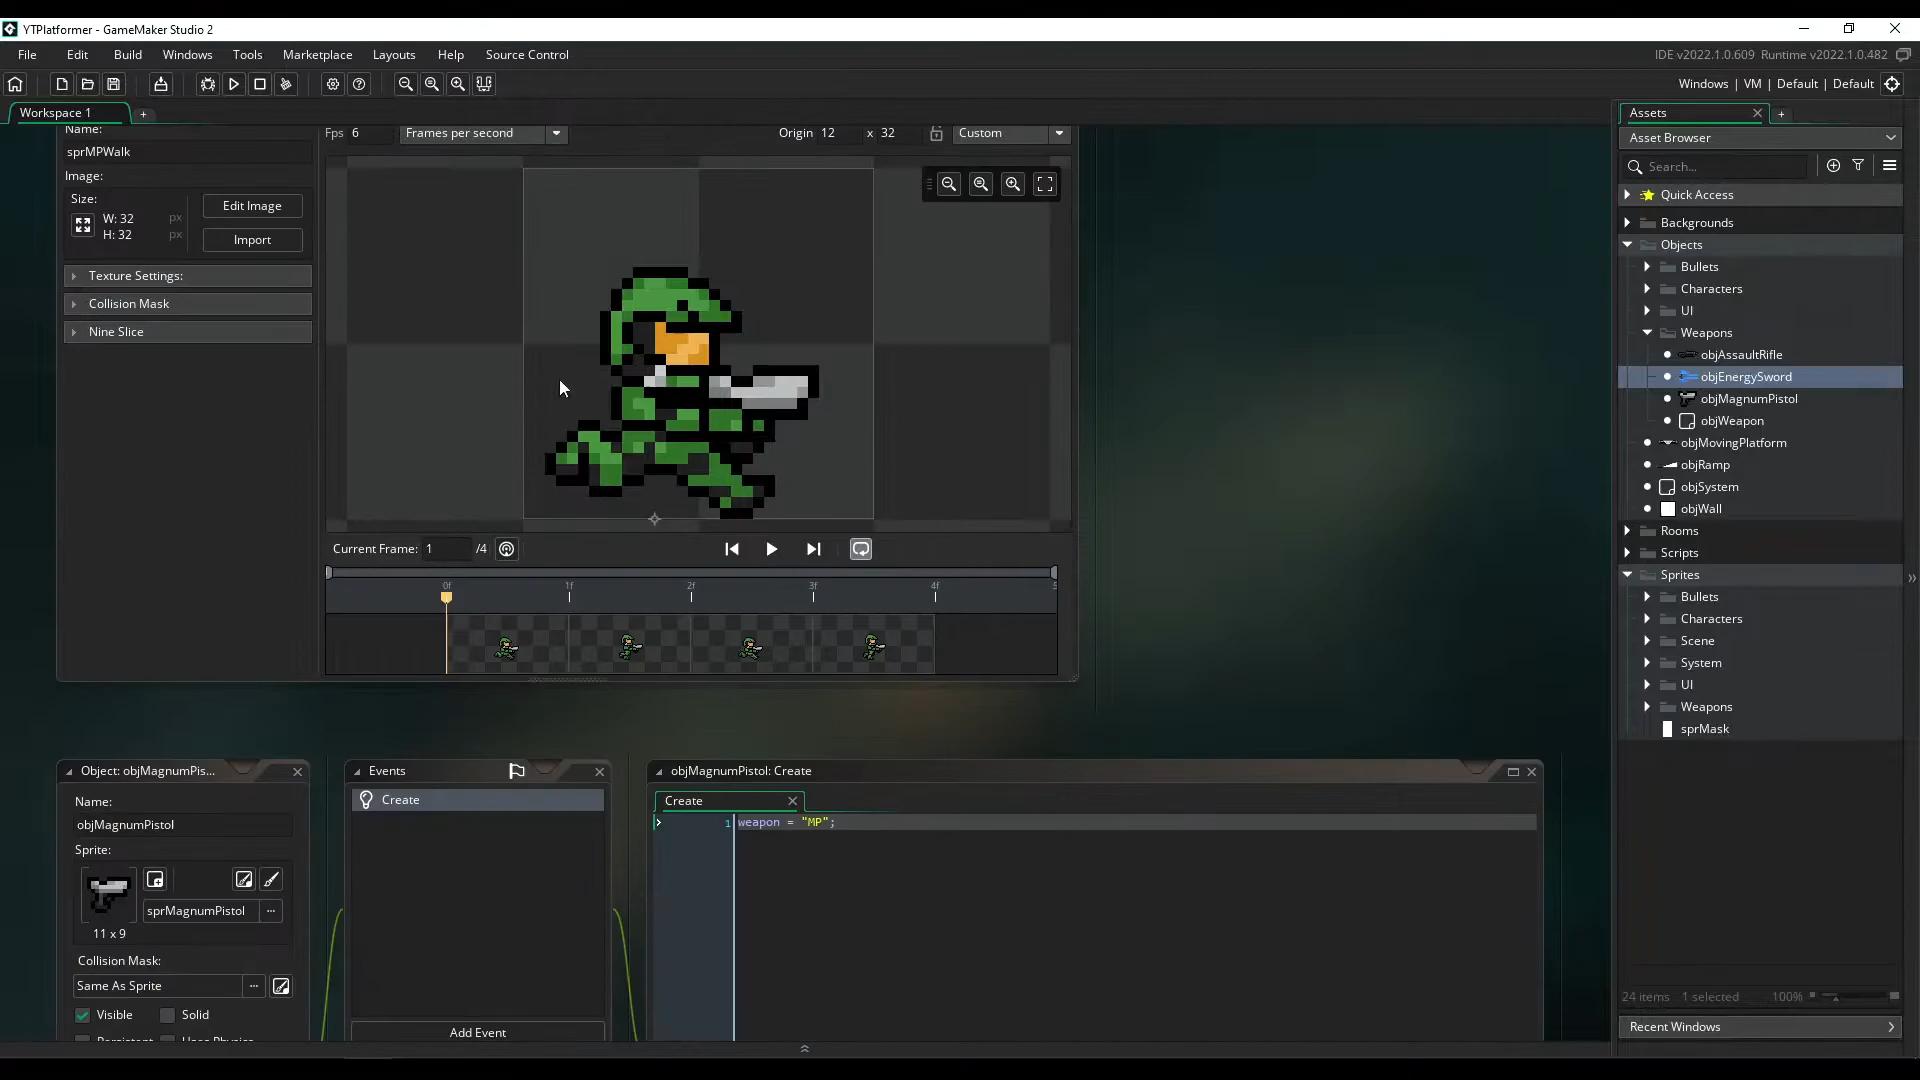 YTPlatformer - GameMaker Studio 2
File Edit Build Windows Tools Marketplace Layouts Help Source Control
IDE v2022.1.0.609 Runtime v2022.1.0.482
Windows | VM | Default | Default
Workspace 1
Name:
sprMPWalk
Image:
Size:
W: 32 px
H: 32 px
Edit Image
Import
Texture Settings:
Collision Mask
Nine Slice
Fps 6 Frames per second
Origin 12 x 32 Custom
Current Frame: 1 /4
0f 1f 2f 3f 4f 5
Object: objMagnumPis...
Name:
objMagnumPistol
Sprite:
sprMagnumPistol ...
11 x 9
Collision Mask:
Same As Sprite ...
Visible Solid
Persistent Uses Physics
Events
Create
Add Event
objMagnumPistol: Create
Create
1 weapon = "MP";
Assets
Asset Browser
Search...
Quick Access
Backgrounds
Objects
Bullets
Characters
UI
Weapons
objAssaultRifle
objEnergySword
objMagnumPistol
objWeapon
objMovingPlatform
objRamp
objSystem
objWall
Rooms
Scripts
Sprites
Bullets
Characters
Scene
System
UI
Weapons
sprMask
24 items 1 selected 100%
Recent Windows